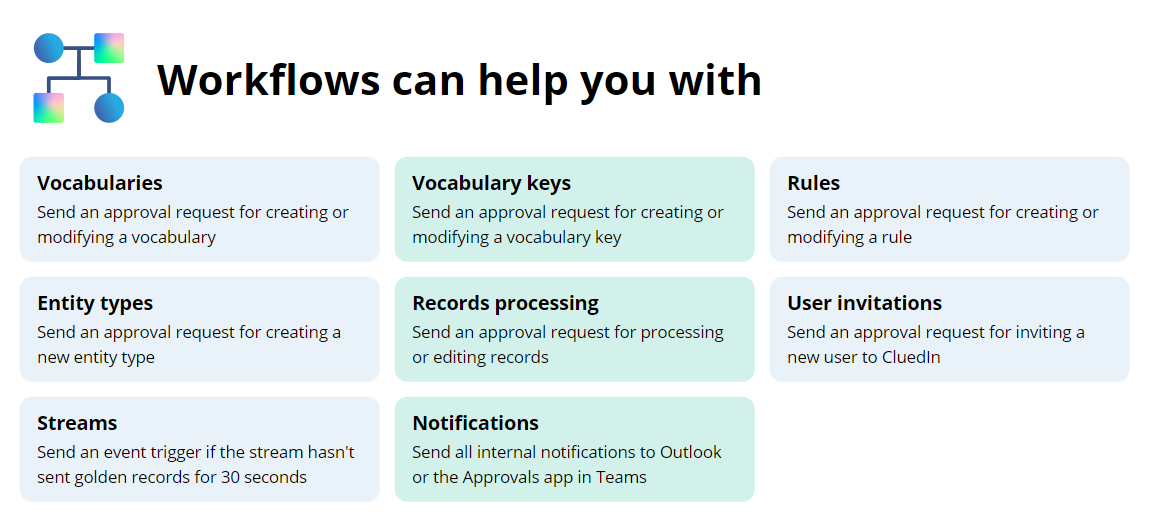 Workflows can help you with
Vocabularies
Send an approval request for creating or
modifying a vocabulary
Vocabulary keys
Send an approval request for creating or
modifying a vocabulary key
Rules
Send an approval request for creating or
modifying a rule
Entity types
Send an approval request for creating a
new entity type
Records processing
Send an approval request for processing
or editing records
User invitations
Send an approval request for inviting a
new user to CluedIn
Streams
Send an event trigger if the stream hasn't
sent golden records for 30 seconds
Notifications
Send all internal notifications to Outlook
or the Approvals app in Teams